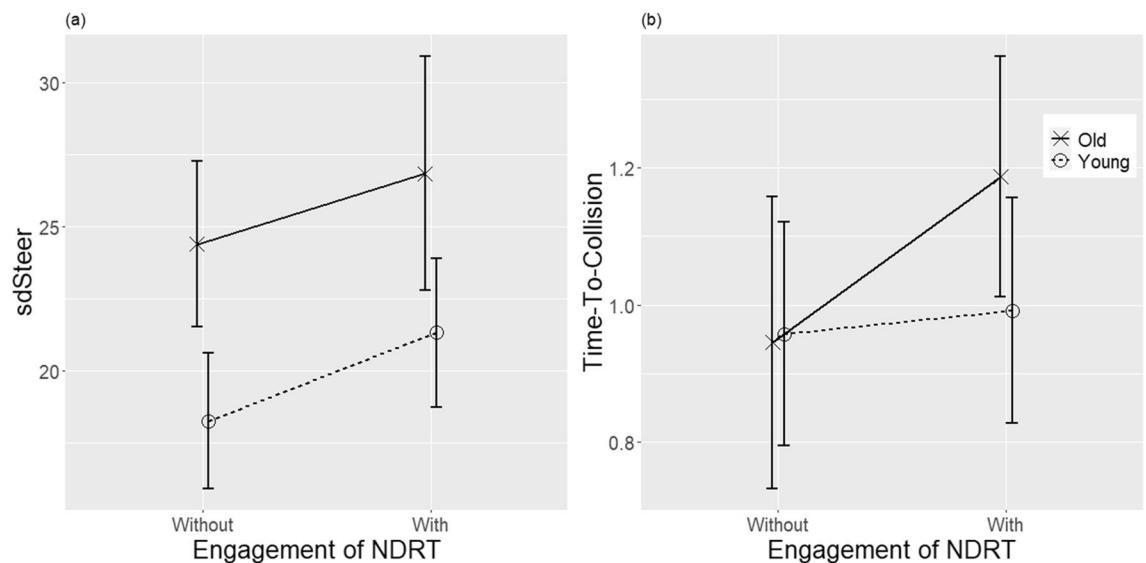 (a)
sdSteer
30
25
20
Without
With
Engagement of NDRT
(b)
Time-To-Collision
1.2
1.0
0.8
Old
Young
Without
With
Engagement of NDRT